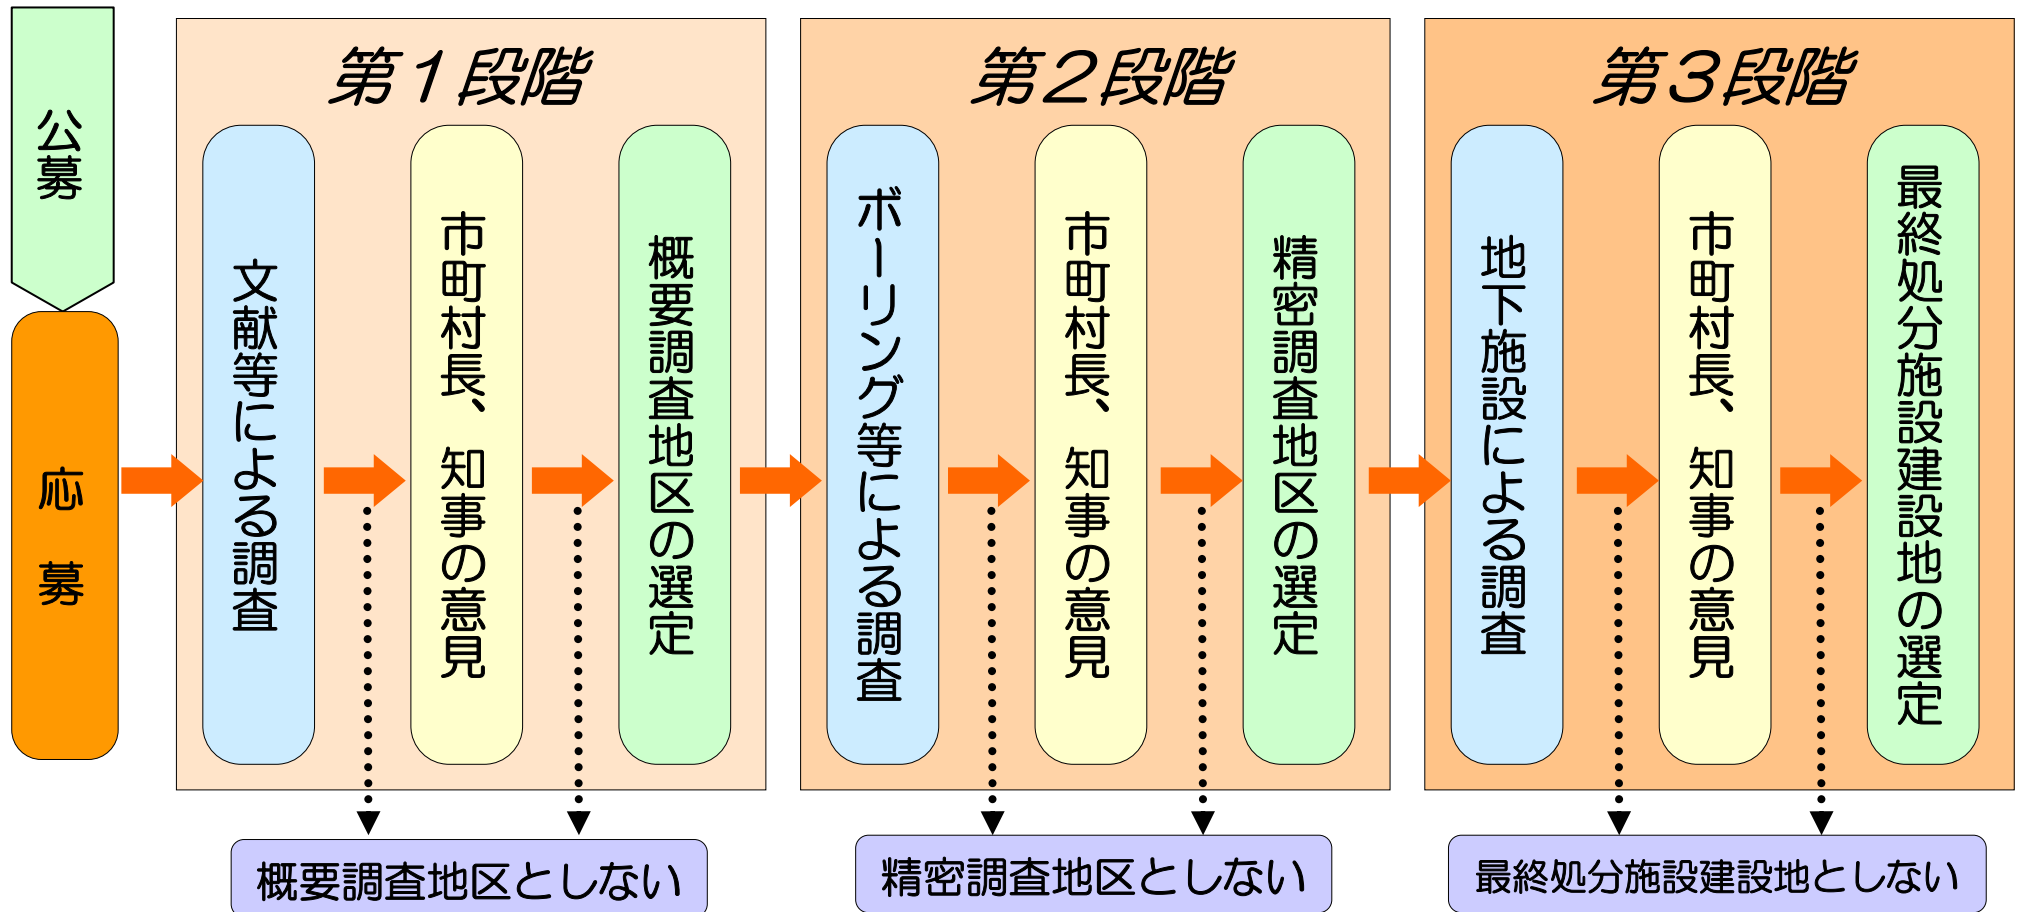 公募
応募
第1段階
文献等による調査
市町村長、知事の意見
概要調査地区の選定
概要調査地区としない
第2段階
ボーリング等による調査
市町村長、知事の意見
精密調査地区の選定
精密調査地区としない
第3段階
地下施設による調査
市町村長、知事の意見
最終処分施設建設地の選定
最終処分施設建設地としない